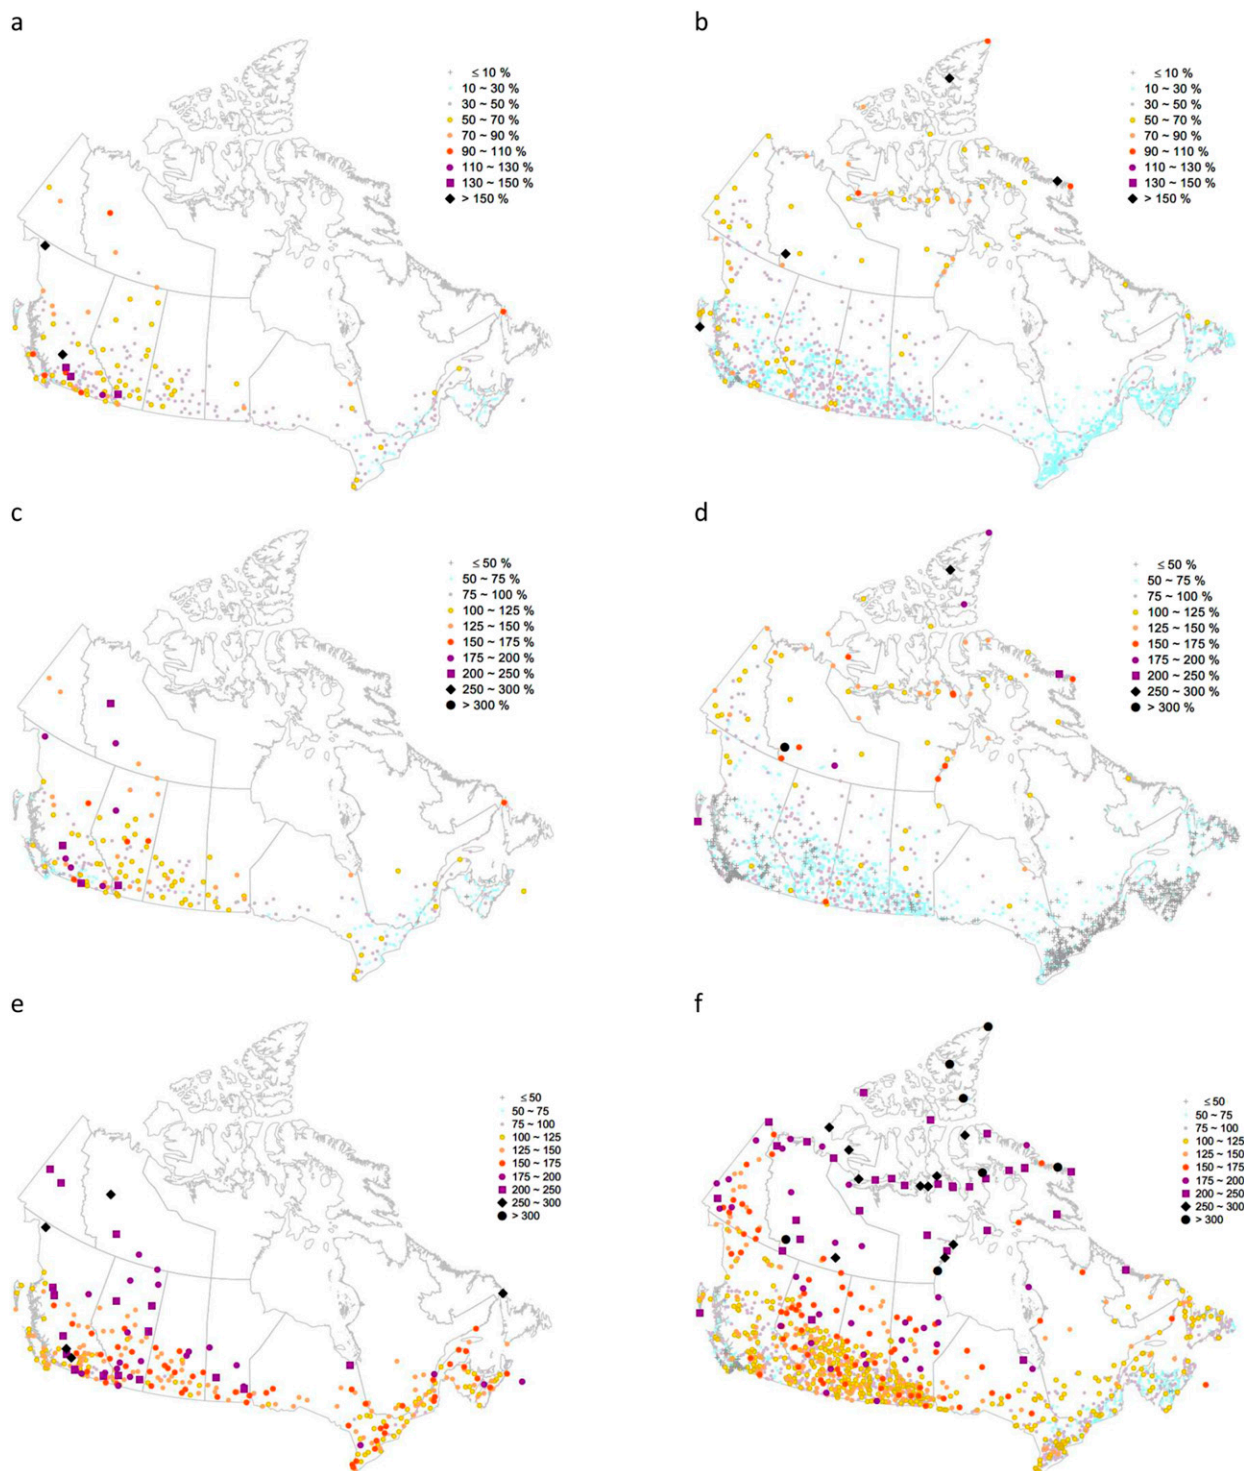 a
≤ 10 %
10 ~ 30 %
30 ~ 50 %
50 ~ 70 %
70 ~ 90 %
90 ~ 110 %
110 ~ 130 %
130 ~ 150 %
> 150 %
b
≤ 10 %
10 ~ 30 %
30 ~ 50 %
50 ~ 70 %
70 ~ 90 %
90 ~ 110 %
110 ~ 130 %
130 ~ 150 %
> 150 %
c
≤ 50 %
50 ~ 75 %
75 ~ 100 %
100 ~ 125 %
125 ~ 150 %
150 ~ 175 %
175 ~ 200 %
200 ~ 250 %
250 ~ 300 %
> 300 %
d
≤ 50 %
50 ~ 75 %
75 ~ 100 %
100 ~ 125 %
125 ~ 150 %
150 ~ 175 %
175 ~ 200 %
200 ~ 250 %
250 ~ 300 %
> 300 %
e
≤ 50
50 ~ 75
75 ~ 100
100 ~ 125
125 ~ 150
150 ~ 175
175 ~ 200
200 ~ 250
250 ~ 300
> 300
f
≤ 50
50 ~ 75
75 ~ 100
100 ~ 125
125 ~ 150
150 ~ 175
175 ~ 200
200 ~ 250
250 ~ 300
> 300